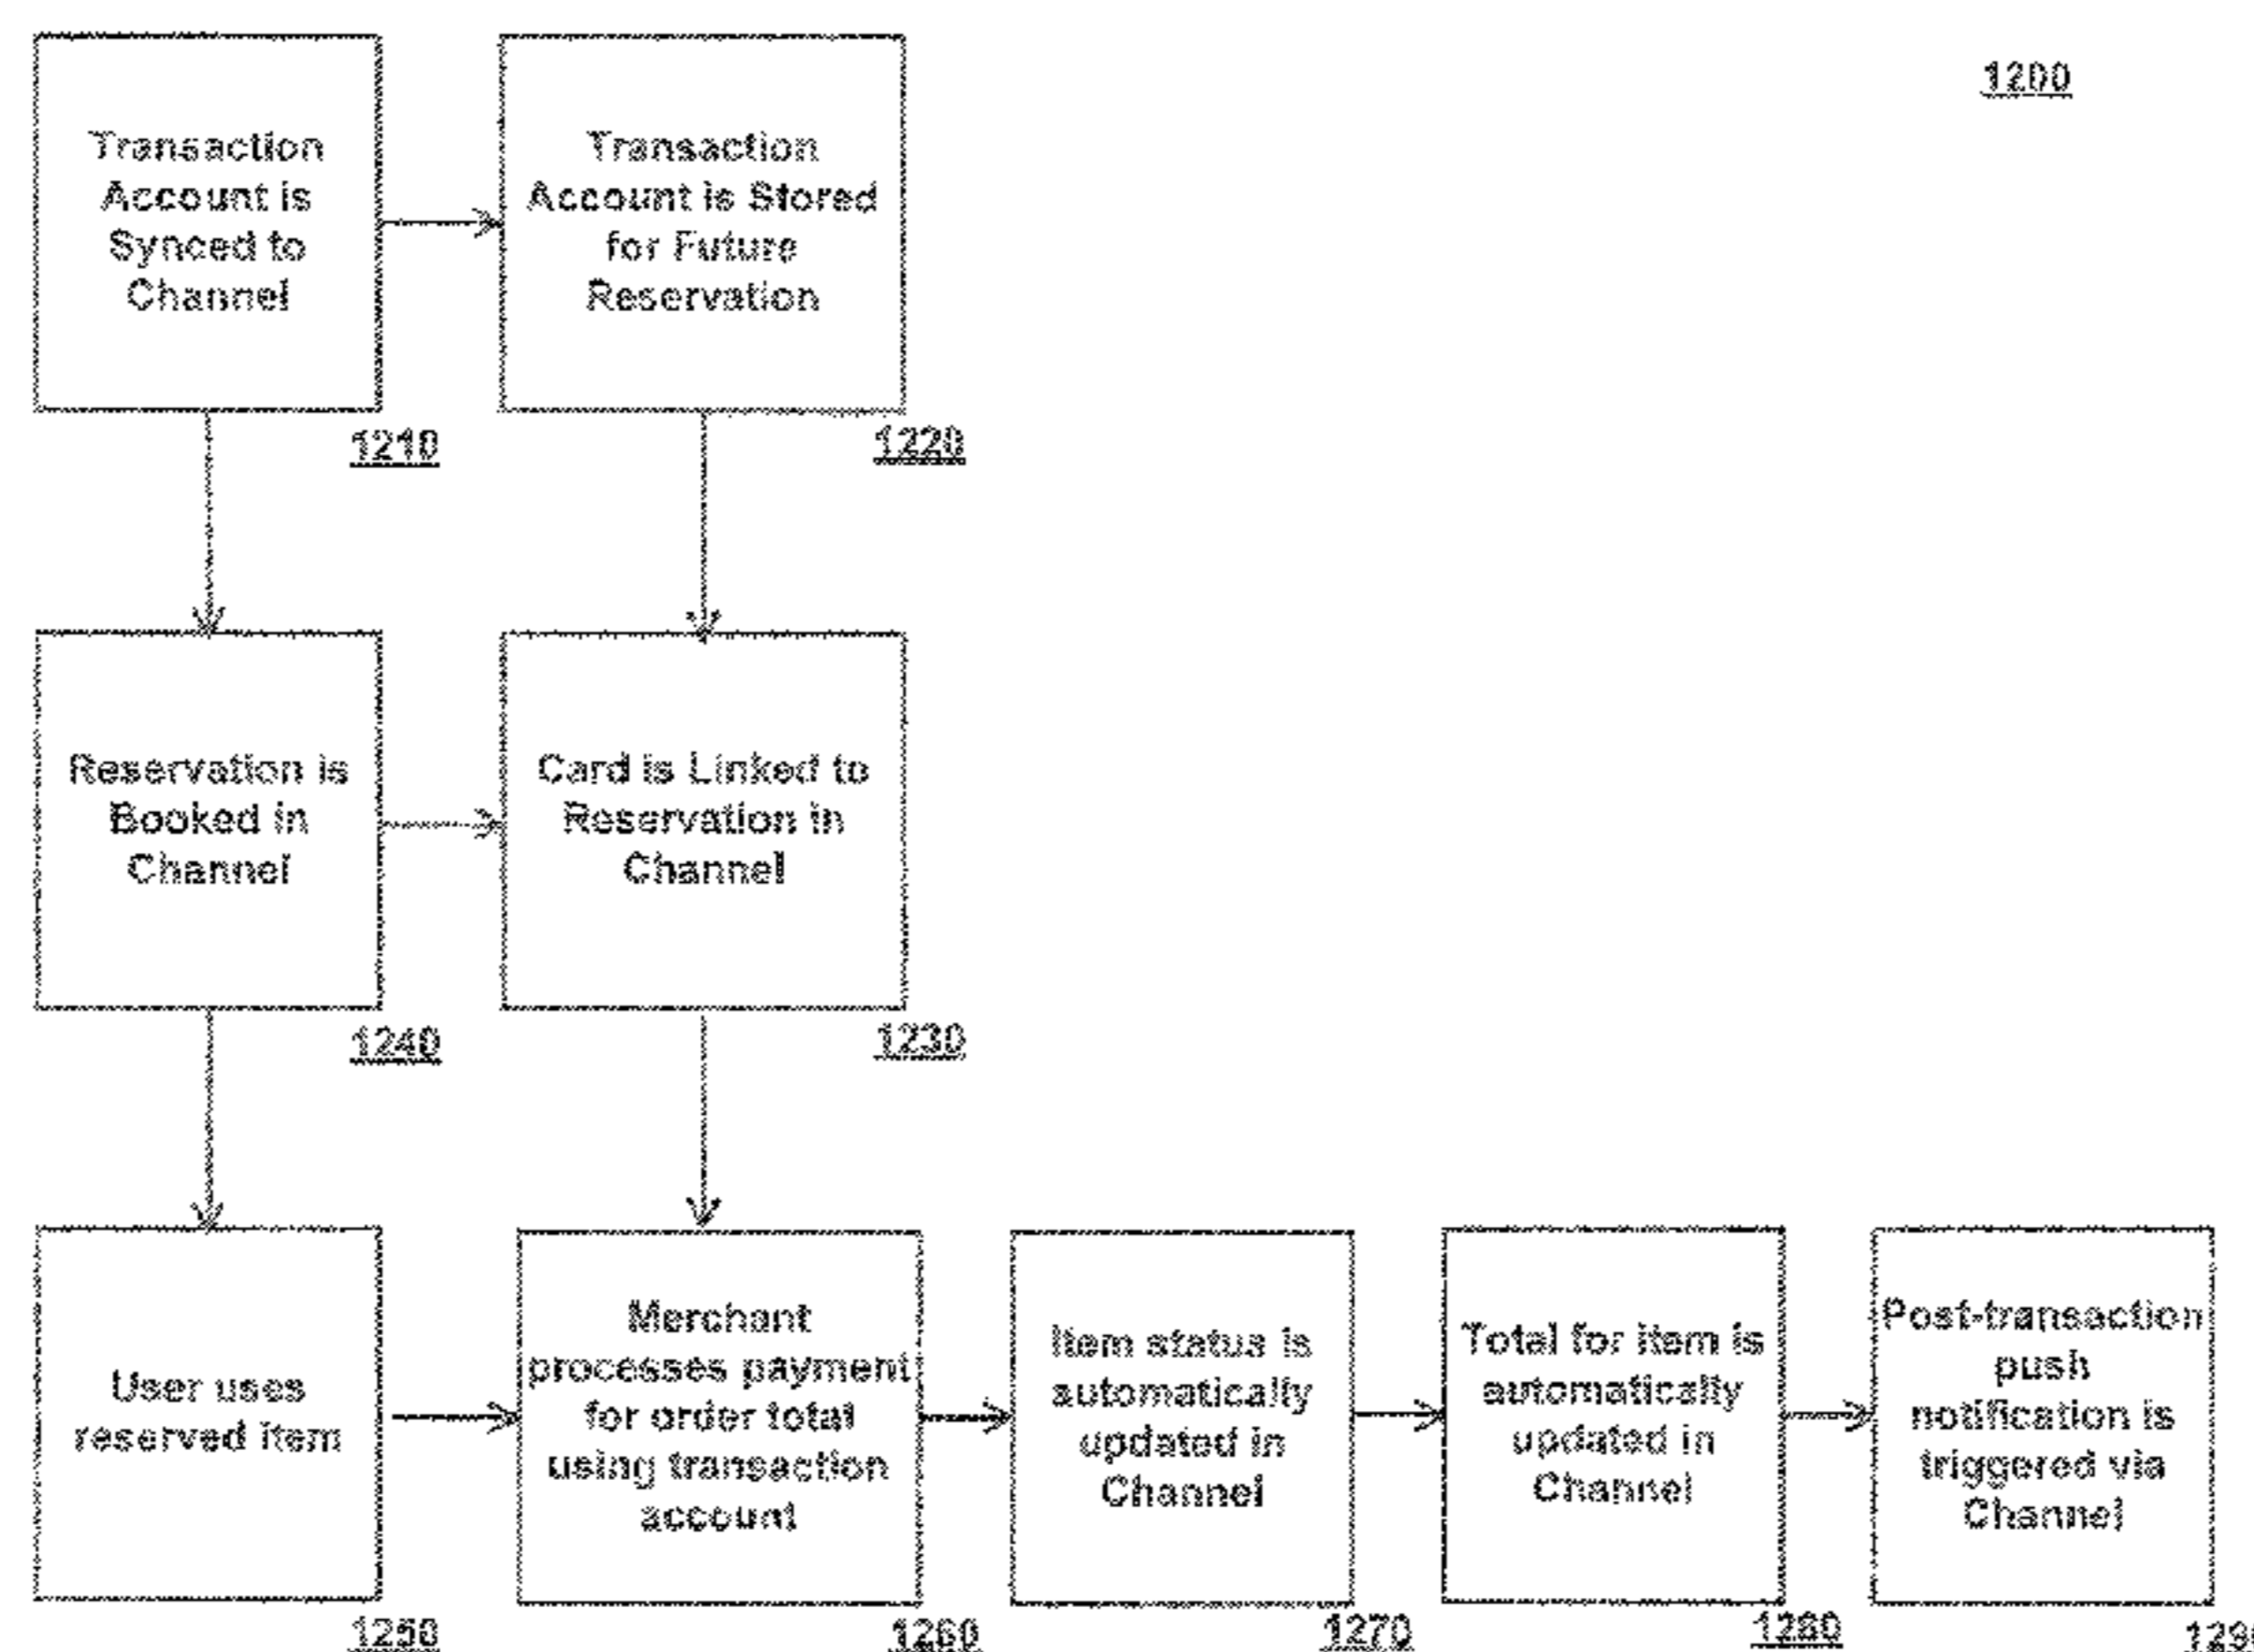 1200
Transaction
Account is
Synced to
Channel
1210
Transaction
Account is Stored
for Future
Reservation
1220
Reservation is
Booked in
Channel
1240
Card is Linked to
Reservation in
Channel
1230
User uses
reserved item
1250
Merchant
processes payment
for order total
using transaction
account
1260
Item status is
automatically
updated in
Channel
1270
Total for item is
automatically
updated in
Channel
1280
Post-transaction
push
notification is
triggered via
Channel